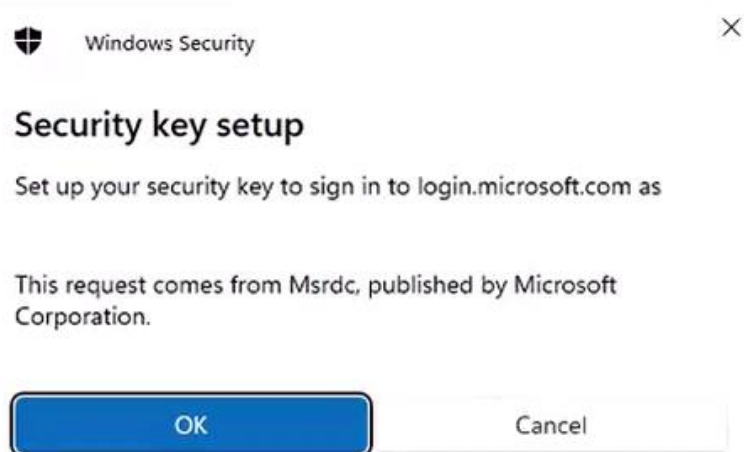 Windows Security
Security key setup
Set up your security key to sign in to login.microsoft.com as
This request comes from Msrdc, published by Microsoft
Corporation.
OK
Cancel